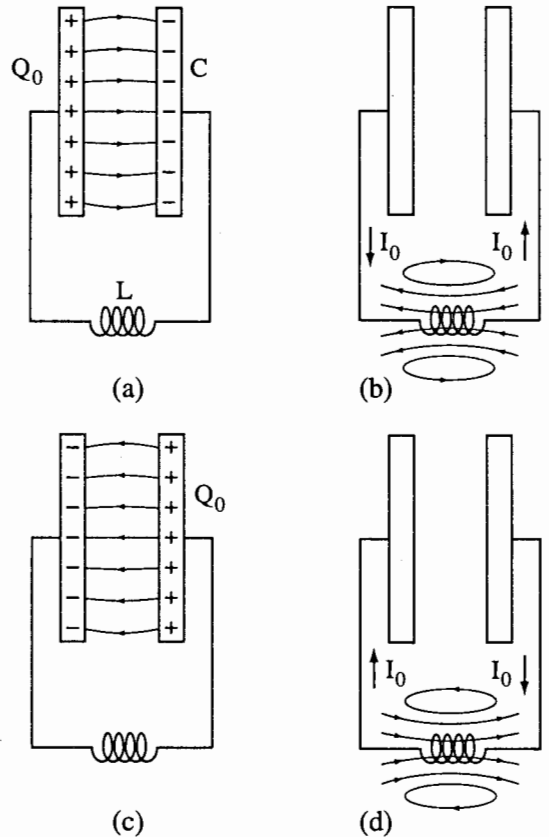 + −
+ −
Q₀ + − C
+ −
+ −
+ −
+ −
L
(a)
I₀ I₀
(b)
− +
− +
− + Q₀
− +
− +
− +
− +
(c)
I₀ I₀
(d)